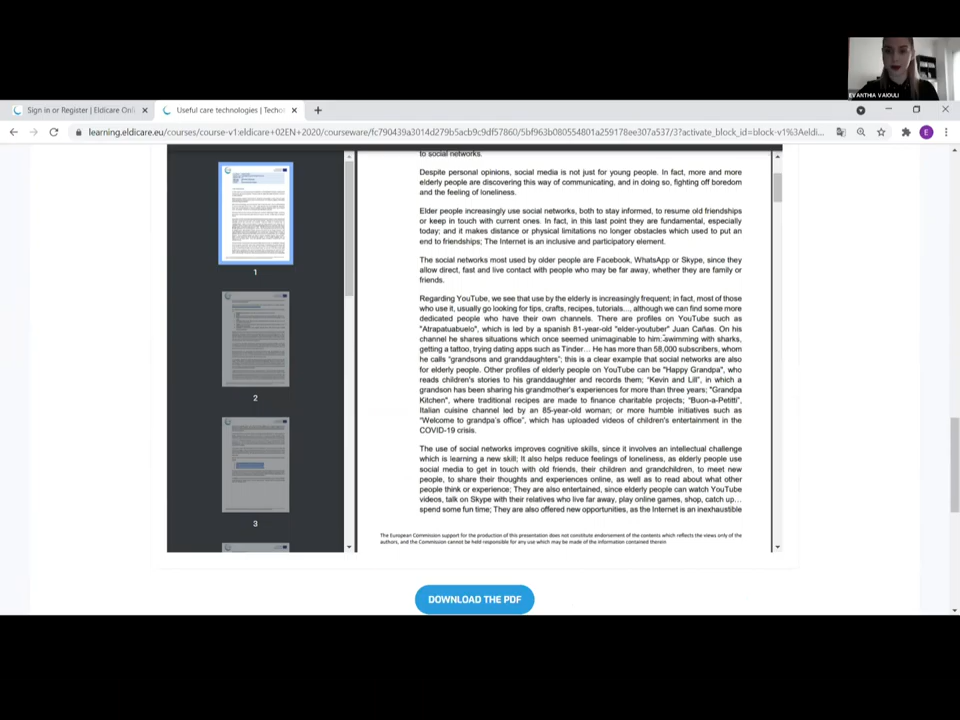 EVANTHIA VAIOULI
Sign in or Register | Eldicare Onl
Useful care technologies | Techo
learning.eldicare.eu/courses/course-v1:eldicare+02EN+2020/courseware/fc790439a3014d279b5acb9c9df57860/5bf963b080554801a259178ee307a537/3?activate_block_id=block-v1%3Aeldi...
E
to social networks.
Despite personal opinions, social media is not just for young people. In fact, more and more
elderly people are discovering this way of communicating, and in doing so, fighting off boredom
and the feeling of loneliness.
Elder people increasingly use social networks, both to stay informed, to resume old friendships
or keep in touch with current ones. In fact, in this last point they are fundamental, especially
today; and it makes distance or physical limitations no longer obstacles which used to put an
end to friendships; The Internet is an inclusive and participatory element.
The social networks most used by older people are Facebook, WhatsApp or Skype, since they
allow direct, fast and live contact with people who may be far away, whether they are family or
friends.
Regarding YouTube, we see that use by the elderly is increasingly frequent; in fact, most of those
who use it, usually go looking for tips, crafts, recipes, tutorials..., although we can find some more
dedicated people who have their own channels. There are profiles on YouTube such as
"Atrapatuabuelo", which is led by a spanish 81-year-old "elder-youtuber" Juan Cañas. On his
channel he shares situations which once seemed unimaginable to him: swimming with sharks,
getting a tattoo, trying dating apps such as Tinder... He has more than 58,000 subscribers, whom
he calls "grandsons and granddaughters"; this is a clear example that social networks are also
for elderly people. Other profiles of elderly people on YouTube can be "Happy Grandpa", who
reads children's stories to his granddaughter and records them; "Kevin and Lill", in which a
grandson has been sharing his grandmother's experiences for more than three years; "Grandpa
Kitchen", where traditional recipes are made to finance charitable projects; "Buon-a-Petitti",
Italian cuisine channel led by an 85-year-old woman; or more humble initiatives such as
"Welcome to grandpa's office", which has uploaded videos of children's entertainment in the
COVID-19 crisis.
The use of social networks improves cognitive skills, since it involves an intellectual challenge
which is learning a new skill; It also helps reduce feelings of loneliness, as elderly people use
social media to get in touch with old friends, their children and grandchildren, to meet new
people, to share their thoughts and experiences online, as well as to read about what other
people think or experience; They are also entertained, since elderly people can watch YouTube
videos, talk on Skype with their relatives who live far away, play online games, shop, catch up...
spend some fun time; They are also offered new opportunities, as the Internet is an inexhaustible
The European Commission support for the production of this presentation does not constitute endorsement of the contents which reflects the views only of the
authors, and the Commission cannot be held responsible for any use which may be made of the information contained therein
1
2
3
DOWNLOAD THE PDF